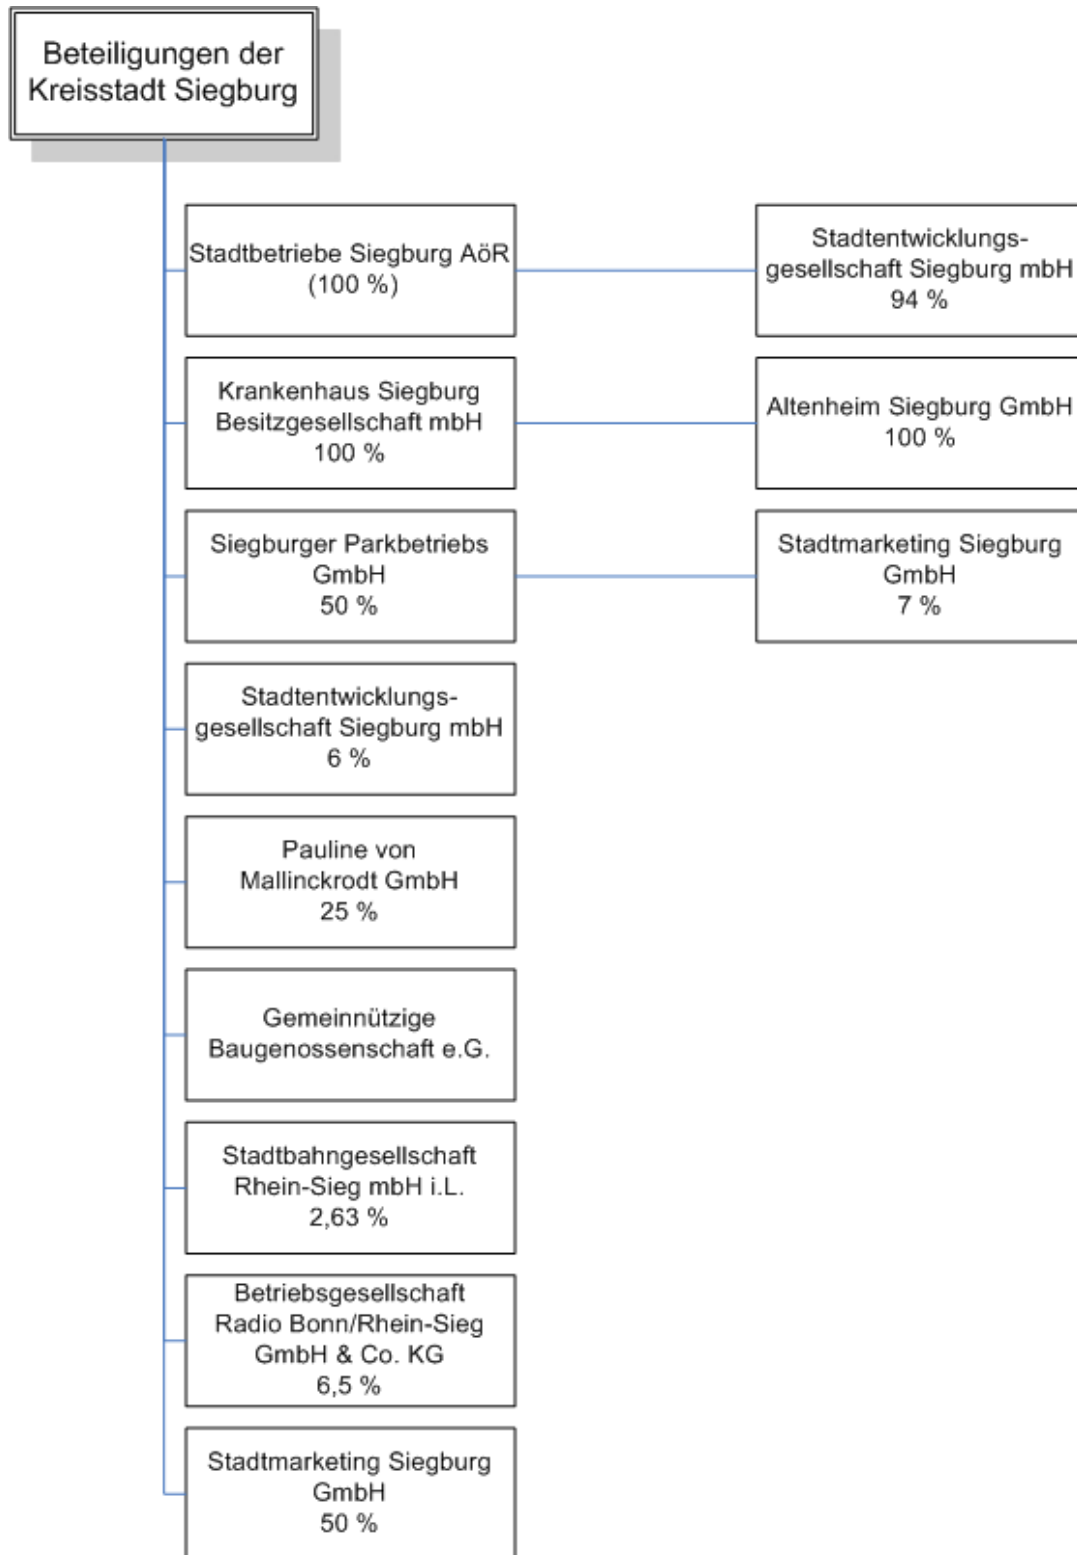 Beteiligungen der
Kreisstadt Siegburg
Stadtbetriebe Siegburg AöR
(100 %)
Stadtentwicklungs-
gesellschaft Siegburg mbH
94 %
Krankenhaus Siegburg
Besitzgesellschaft mbH
100 %
Altenheim Siegburg GmbH
100 %
Siegburger Parkbetriebs
GmbH
50 %
Stadtmarketing Siegburg
GmbH
7 %
Stadtentwicklungs-
gesellschaft Siegburg mbH
6 %
Pauline von
Mallinckrodt GmbH
25 %
Gemeinnützige
Baugenossenschaft e.G.
Stadtbahngesellschaft
Rhein-Sieg mbH i.L.
2,63 %
Betriebsgesellschaft
Radio Bonn/Rhein-Sieg
GmbH & Co. KG
6,5 %
Stadtmarketing Siegburg
GmbH
50 %